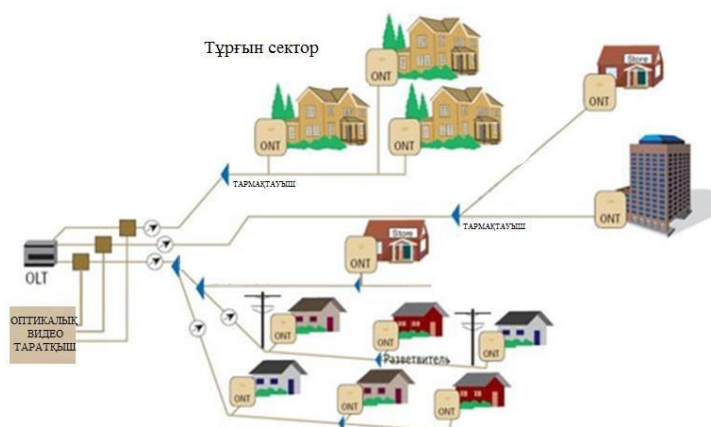 Тұрғын сектор
ONT
Store
ONT
ONT
ONT
ONT
ТАРМАҚТАУЫШ
ТАРМАҚТАУЫШ
ONT
Store
OLT
ONT
ОПТИКАЛЫҚ
ВИДЕО
ТАРАТҚЫШ
ONT
ONT
ONT
Разветвитель
ONT
ONT
ONT